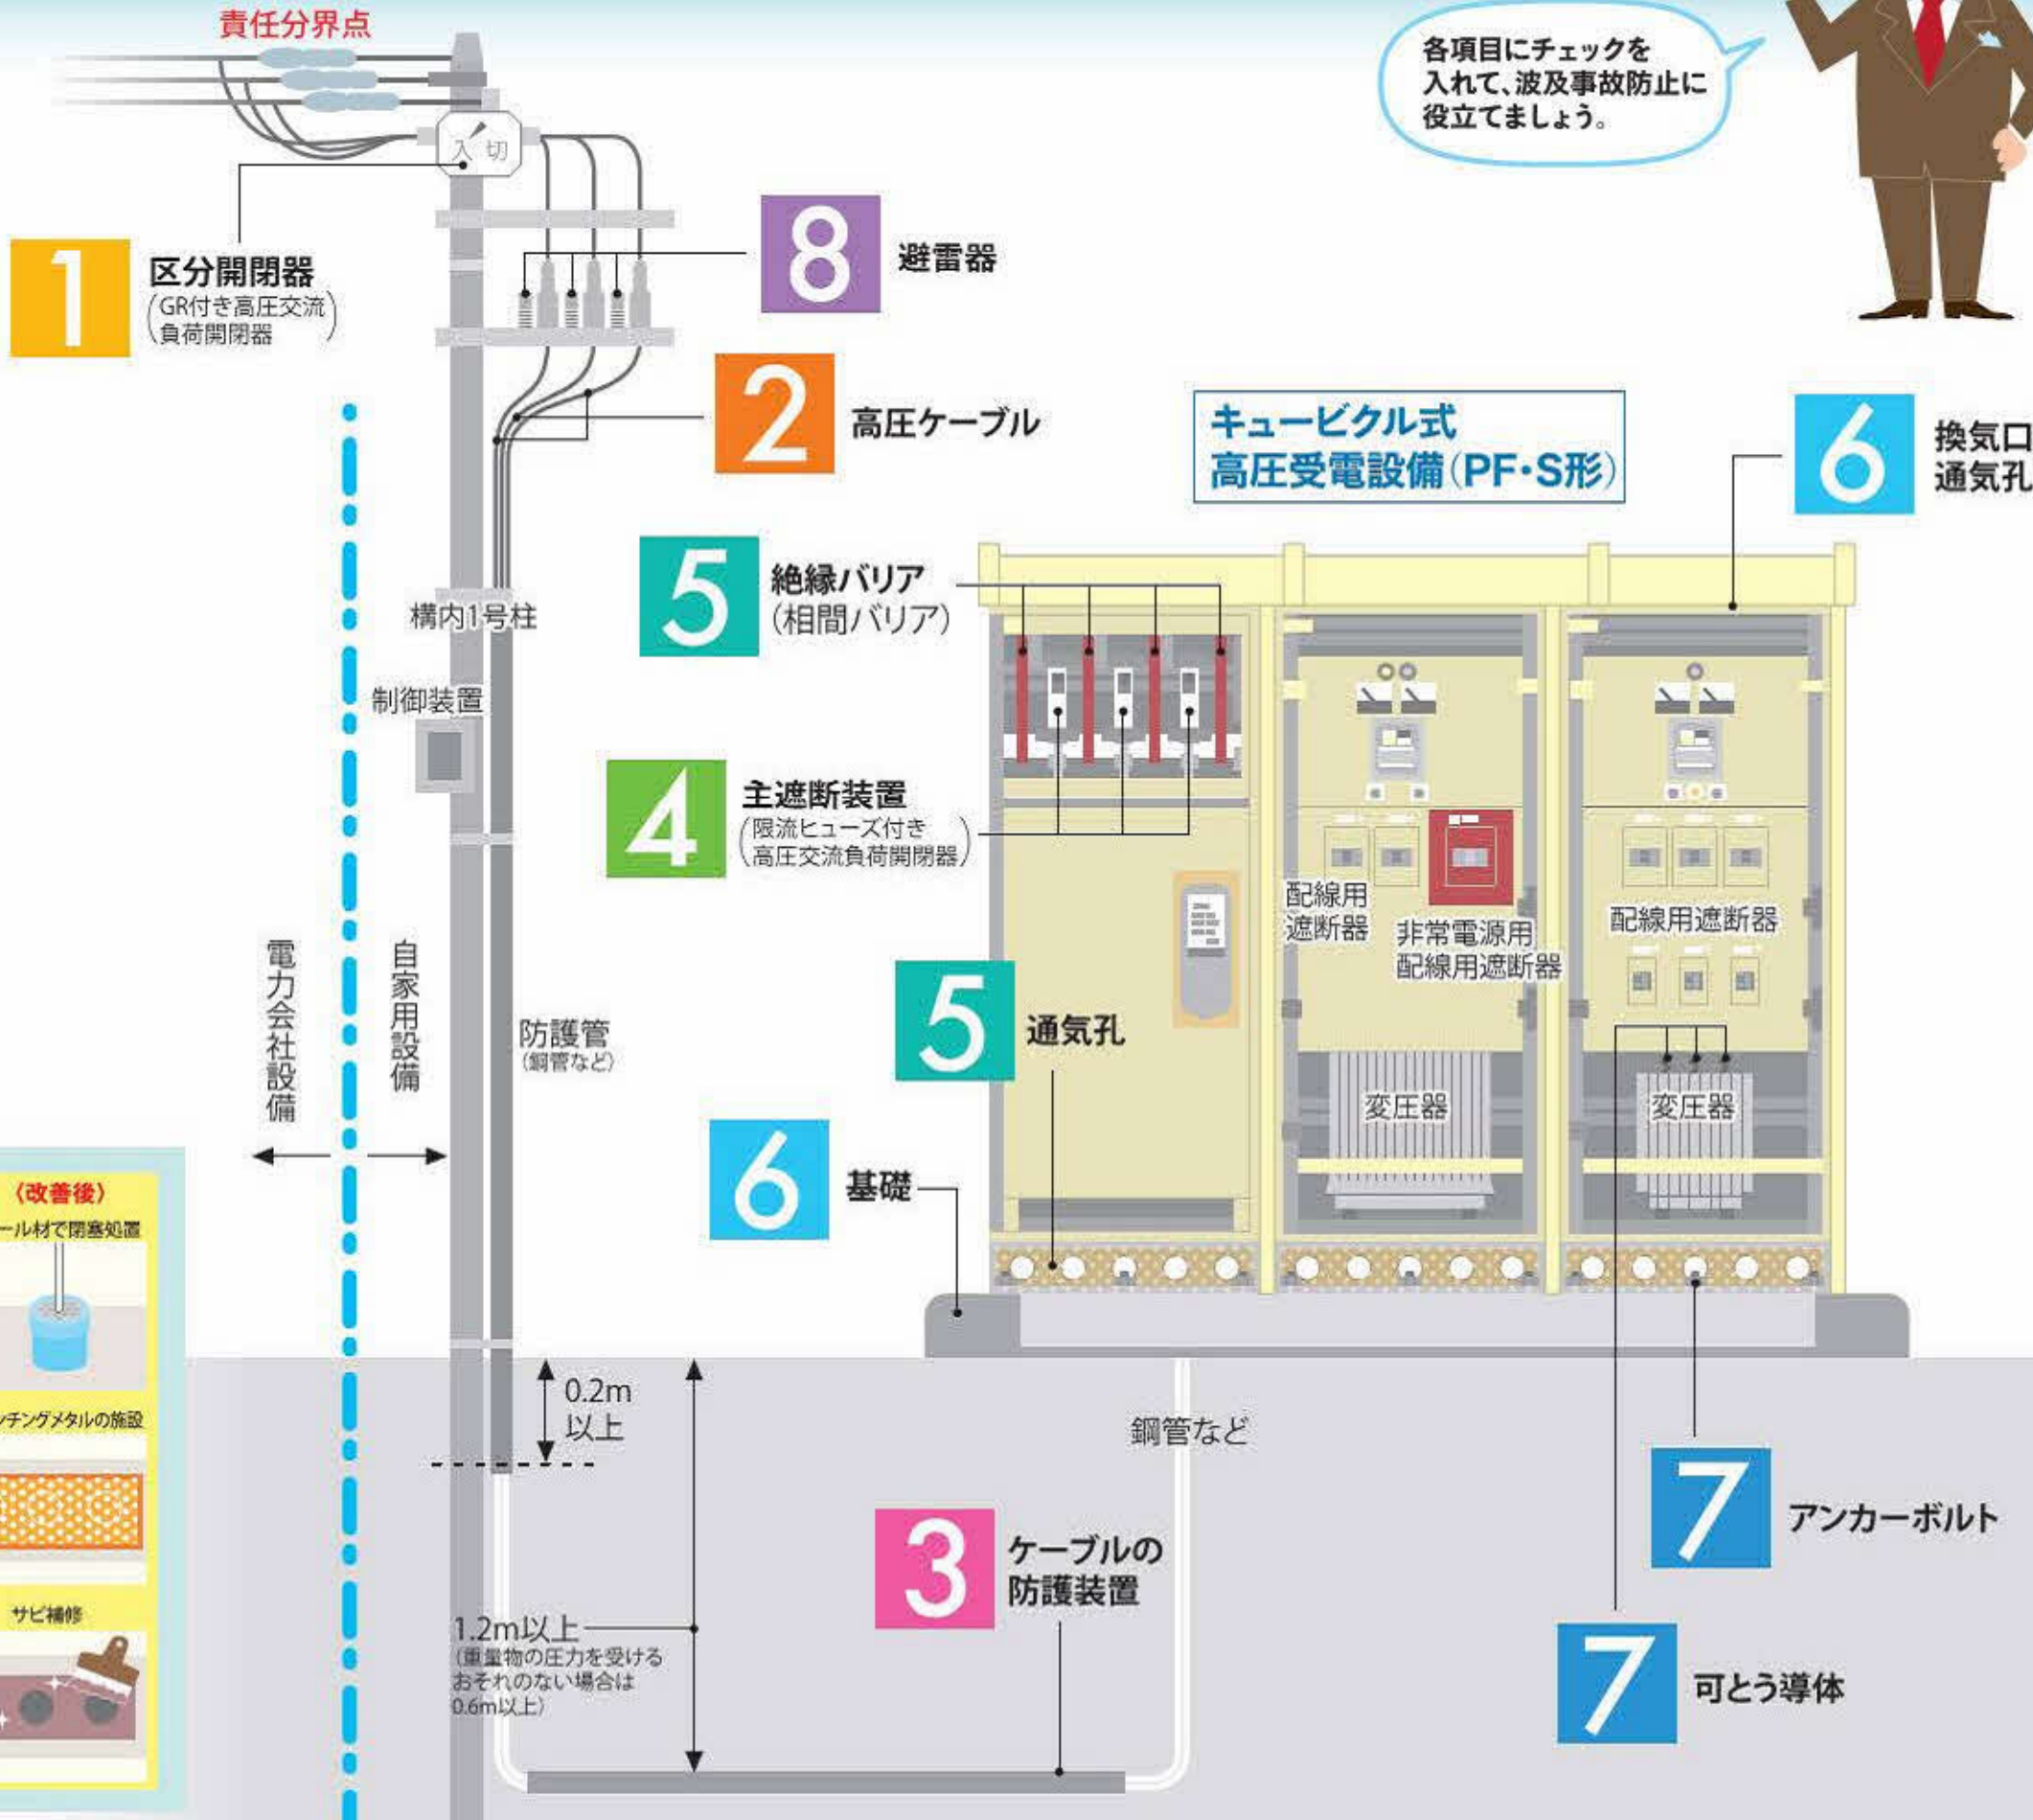 責任分界点
各項目にチェックを
入れて、波及事故防止に
役立てましょう。
入 切
1
区分開閉器
(GR付き高圧交流
負荷開閉器)
8
避雷器
2
高圧ケーブル
キュービクル式
高圧受電設備(PF・S形)
6
換気口
通気孔
5
絶縁バリア
(相間バリア)
構内1号柱
制御装置
4
主遮断装置
(限流ヒューズ付き
高圧交流負荷開閉器)
配線用
遮断器
非常電源用
配線用遮断器
配線用遮断器
電力会社設備
自家用設備
防護管
(鋼管など)
5
通気孔
変圧器
変圧器
6
基礎
〈改善後〉
ール材で閉塞処置
ンチングメタルの施設
サビ補修
0.2m
以上
鋼管など
7
アンカーボルト
3
ケーブルの
防護装置
1.2m以上
(重量物の圧力を受ける
おそれのない場合は
0.6m以上)
7
可とう導体